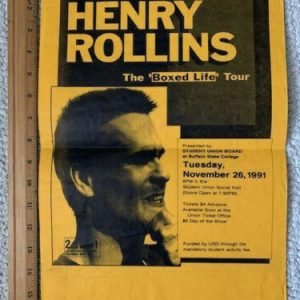 HENRY
ROLLINS
The 'Boxed Life' Tour
Presented by
STUDENT UNION BOARD
at Buffalo State College
Tuesday,
November 26, 1991
8PM in the
Student Union Social Hall
(Doors Open at 7:30PM)
Tickets $4 Advance
Available Soon at the
Union Ticket Office
$6 Day of the Show
Funded by USG through the
mandatory student activity fee